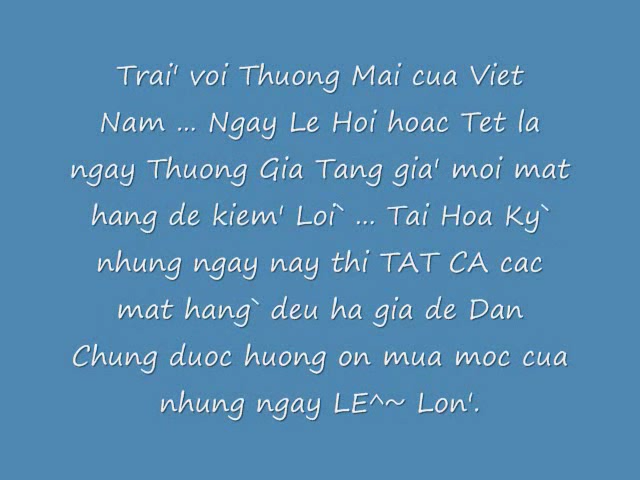 Trai' voi Thuong Mai cua Viet
Nam ... Ngay Le Hoi hoac Tet la
ngay Thuong Gia Tang gia' moi mat
hang de kiem' Loi` ... Tai Hoa Ky`
nhung ngay nay thi TAT CA cac
mat hang` deu ha gia de Dan
Chung duoc huong on mua moc cua
nhung ngay LE^~ Lon'.